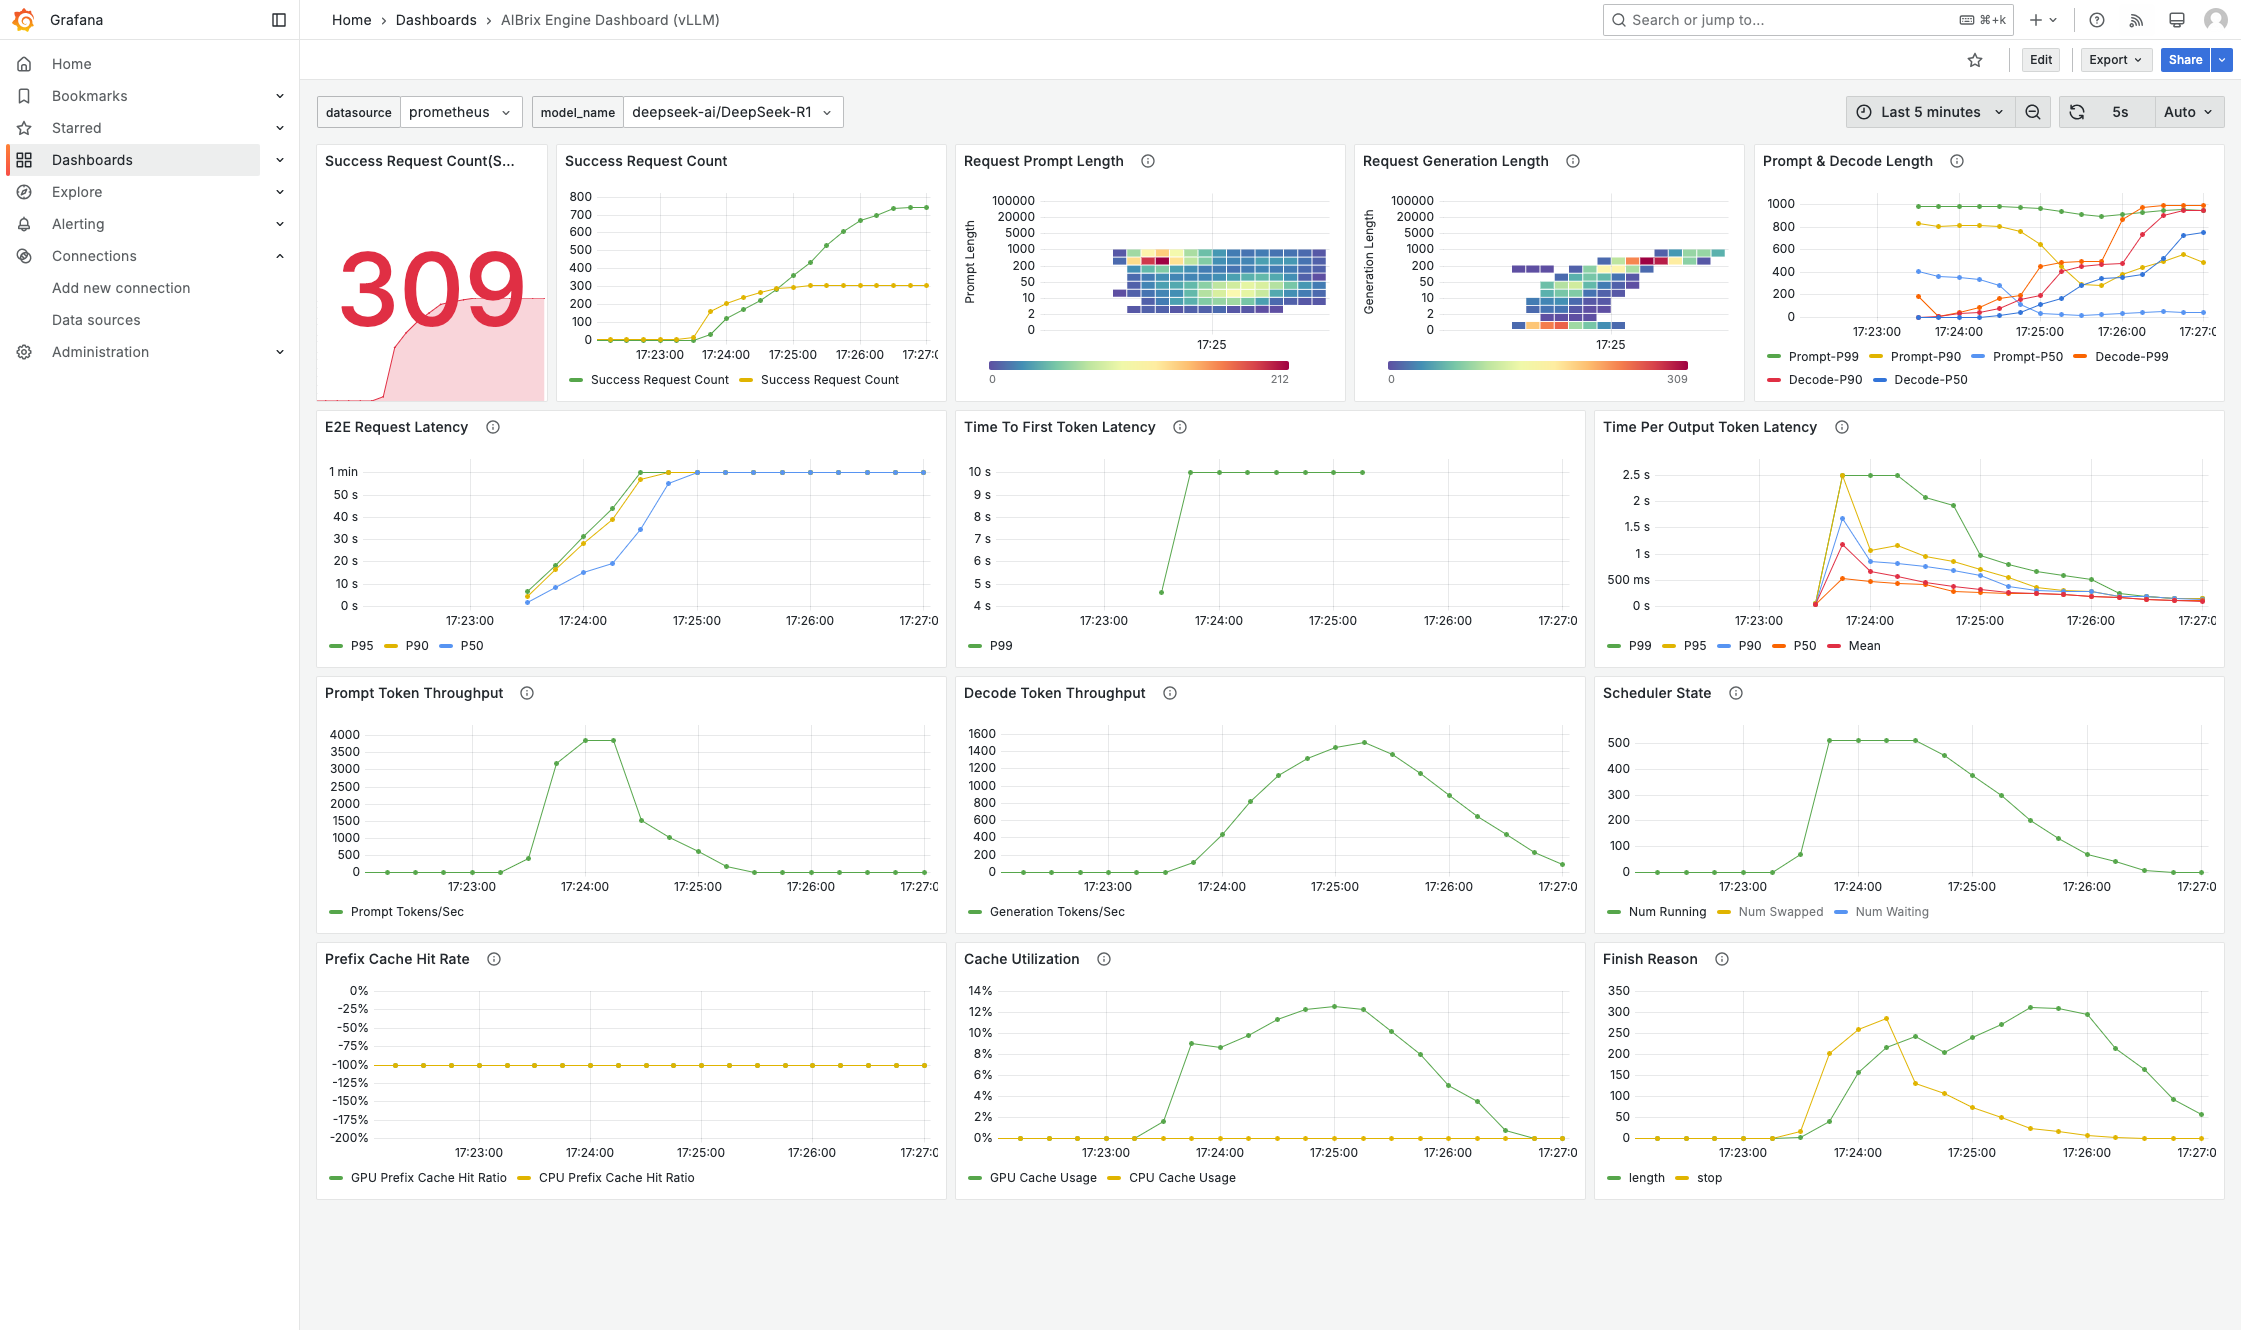 Grafana
Home
Dashboards
AIBrix Engine Dashboard (vLLM)
Search or jump to...
⌘+k
Home
Bookmarks
Starred
Dashboards
Explore
Alerting
Connections
Add new connection
Data sources
Administration
Edit
Export
Share
datasource
prometheus
model_name
deepseek-ai/DeepSeek-R1
Last 5 minutes
5s
Auto
Success Request Count(S...
309
Success Request Count
800
700
600
500
400
300
200
100
0
17:23:00 17:24:00 17:25:00 17:26:00 17:27:0
Success Request Count Success Request Count
Request Prompt Length
Prompt Length
100000
20000
5000
1000
200
50
10
2
0
17:25
0 212
Request Generation Length
Generation Length
100000
20000
5000
1000
200
50
10
2
0
17:25
0 309
Prompt & Decode Length
1000
800
600
400
200
0
17:23:00 17:24:00 17:25:00 17:26:00 17:27:0
Prompt-P99 Prompt-P90 Prompt-P50 Decode-P99
Decode-P90 Decode-P50
E2E Request Latency
1 min
50 s
40 s
30 s
20 s
10 s
0 s
17:23:00 17:24:00 17:25:00 17:26:00 17:27:0
P95 P90 P50
Time To First Token Latency
10 s
9 s
8 s
7 s
6 s
5 s
4 s
17:23:00 17:24:00 17:25:00 17:26:00 17:27:0
P99
Time Per Output Token Latency
2.5 s
2 s
1.5 s
1 s
500 ms
0 s
17:23:00 17:24:00 17:25:00 17:26:00 17:27:0
P99 P95 P90 P50 Mean
Prompt Token Throughput
4000
3500
3000
2500
2000
1500
1000
500
0
17:23:00 17:24:00 17:25:00 17:26:00 17:27:0
Prompt Tokens/Sec
Decode Token Throughput
1600
1400
1200
1000
800
600
400
200
0
17:23:00 17:24:00 17:25:00 17:26:00 17:27:0
Generation Tokens/Sec
Scheduler State
500
400
300
200
100
0
17:23:00 17:24:00 17:25:00 17:26:00 17:27:0
Num Running Num Swapped Num Waiting
Prefix Cache Hit Rate
0%
-25%
-50%
-75%
-100%
-125%
-150%
-175%
-200%
17:23:00 17:24:00 17:25:00 17:26:00 17:27:0
GPU Prefix Cache Hit Ratio CPU Prefix Cache Hit Ratio
Cache Utilization
14%
12%
10%
8%
6%
4%
2%
0%
17:23:00 17:24:00 17:25:00 17:26:00 17:27:0
GPU Cache Usage CPU Cache Usage
Finish Reason
350
300
250
200
150
100
50
0
17:23:00 17:24:00 17:25:00 17:26:00 17:27:0
length stop